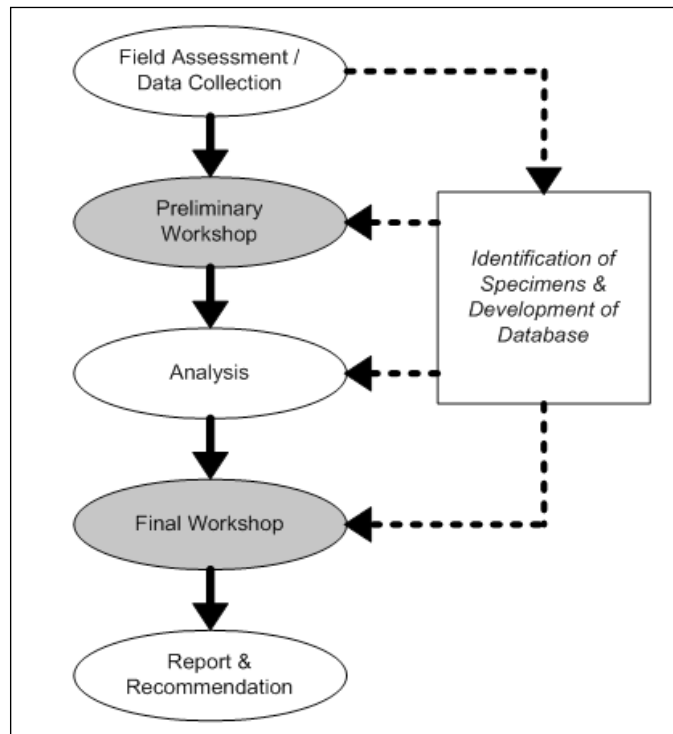 Field Assessment /
Data Collection
Preliminary
Workshop
Identification of
Specimens &
Development of
Database
Analysis
Final Workshop
Report &
Recommendation